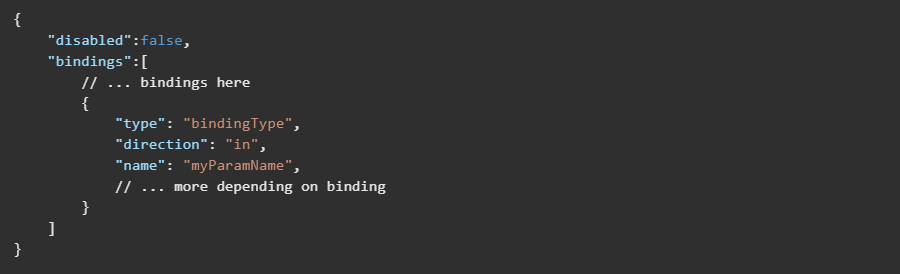 {
    "disabled":false,
    "bindings":[
        // ... bindings here
        {
            "type": "bindingType",
            "direction": "in",
            "name": "myParamName",
            // ... more depending on binding
        }
    ]
}